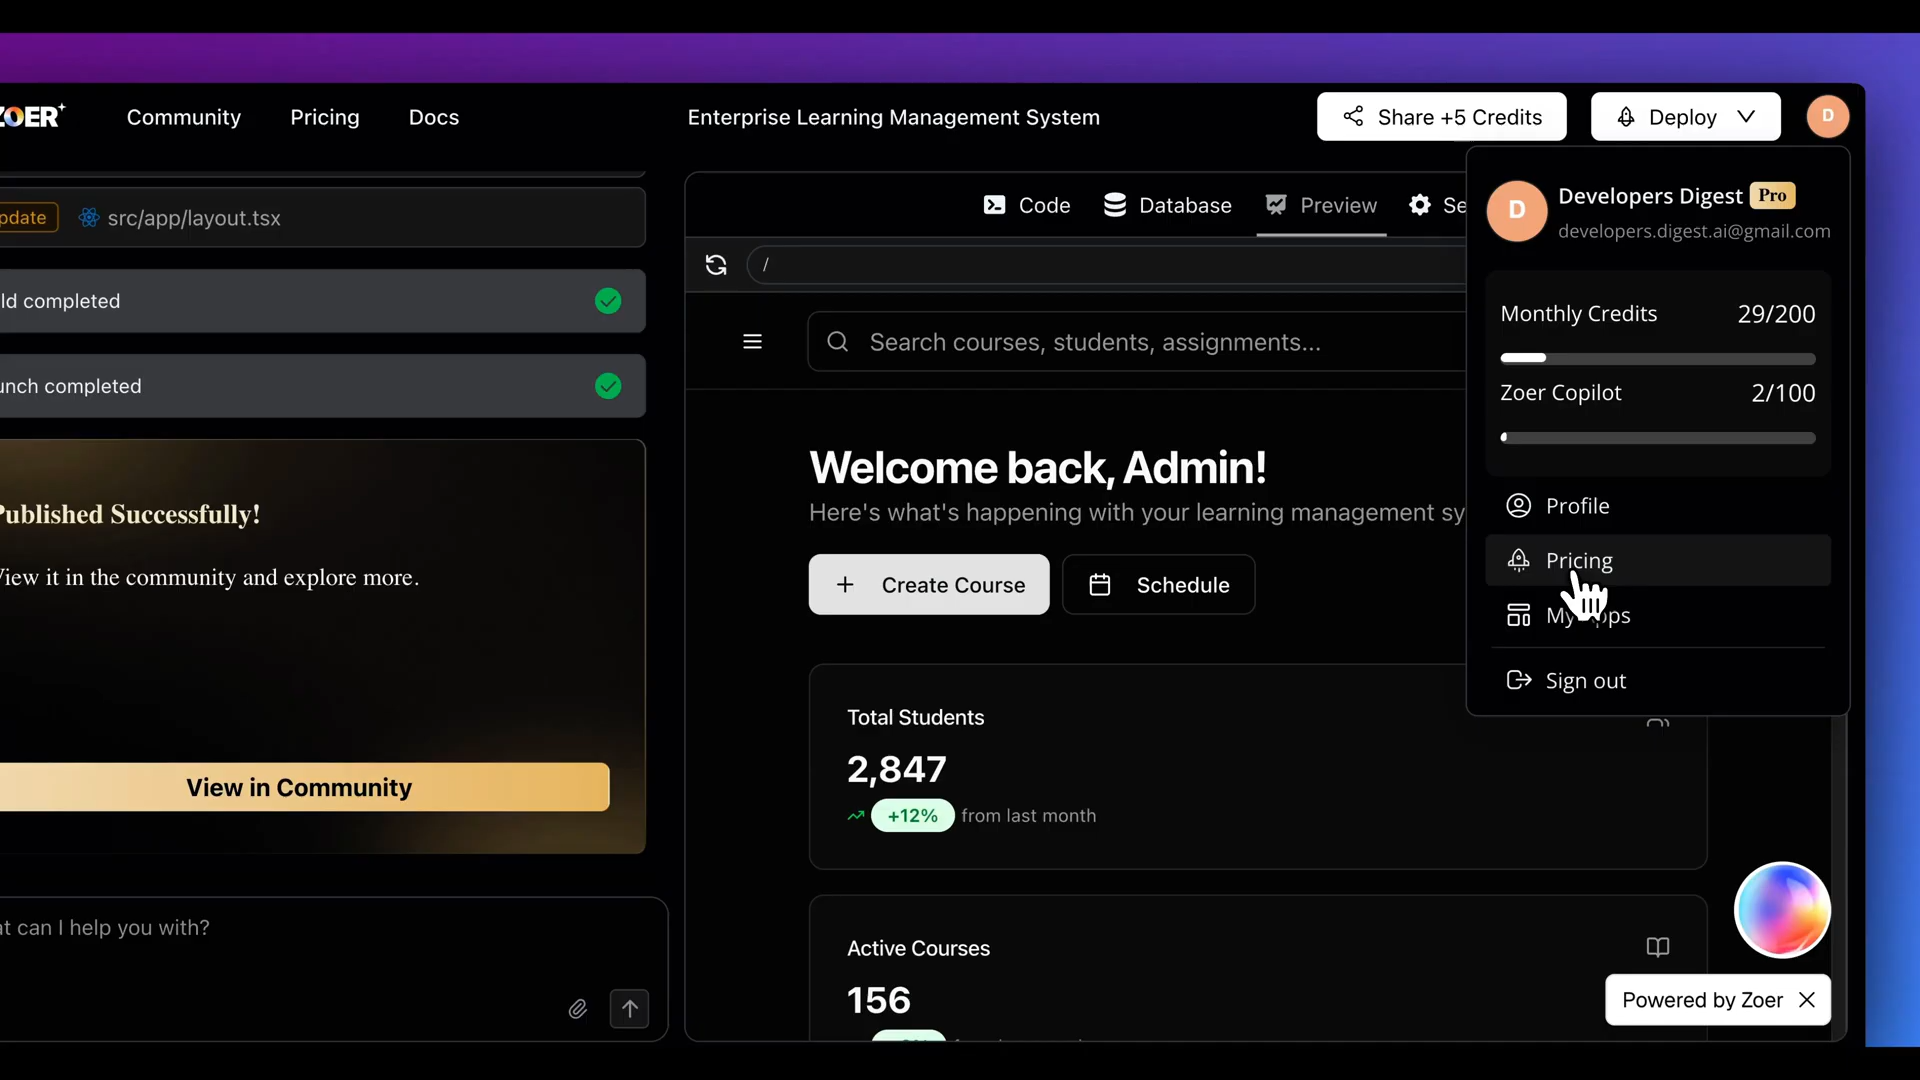 ZOER
Community
Pricing
Docs
Enterprise Learning Management System
Share +5 Credits
Deploy
D
pdate
src/app/layout.tsx
ld completed
unch completed
Published Successfully!
View it in the community and explore more.
View in Community
at can I help you with?
Code
Database
Preview
Se
/
Search courses, students, assignments...
Welcome back, Admin!
Here's what's happening with your learning management sy
Create Course
Schedule
Total Students
2,847
+12% from last month
Active Courses
156
D
Developers Digest Pro
developers.digest.ai@gmail.com
Monthly Credits 29/200
Zoer Copilot 2/100
Profile
Pricing
Sign out
Powered by Zoer